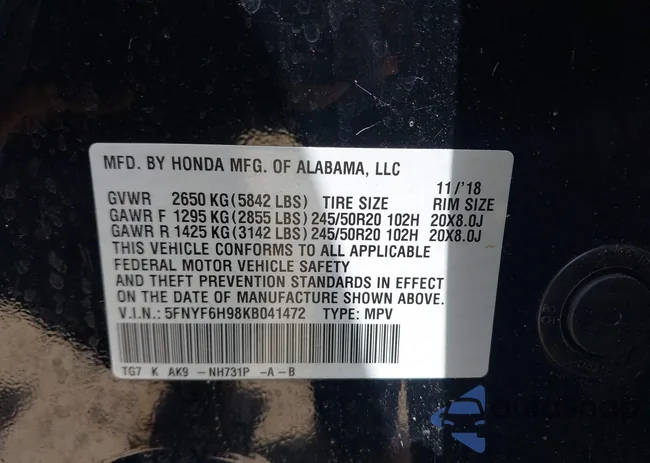 MFD. BY HONDA MFG. OF ALABAMA, LLC
11/'18
GVWR 2650 KG(5842 LBS) TIRE SIZE RIM SIZE
GAWR F 1295 KG(2855 LBS)245/50R20 102H 20X8.0J
GAWR R 1425 KG(3142 LBS)245/50R20 102H 20X8.0J
THIS VEHICLE CONFORMS TO ALL APPLICABLE
FEDERAL MOTOR VEHICLE SAFETY
AND THEFT PREVENTION STANDARDS IN EFFECT
ON THE DATE OF MANUFACTURE SHOWN ABOVE.
V.I.N.:5FNYF6H98KB041472 TYPE: MPV
TG7 K AK9 -NH731P -A-B